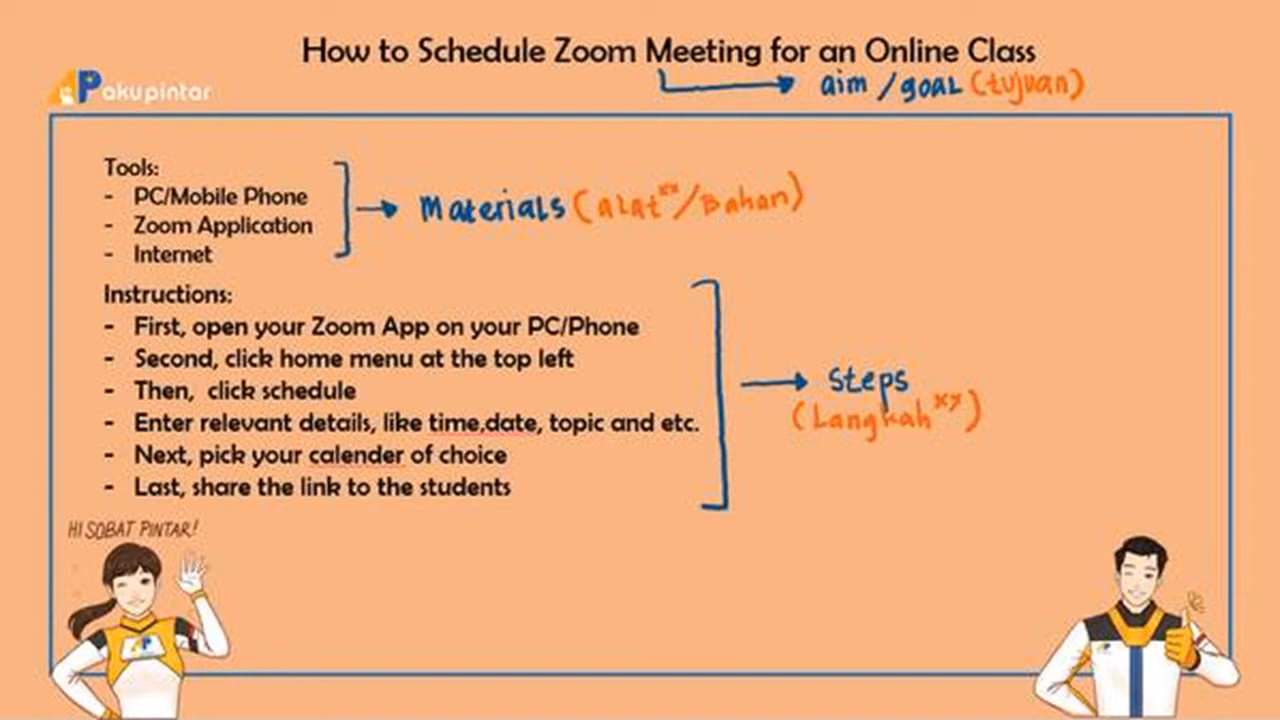 How to Schedule Zoom Meeting for an Online Class
aim/goal (tujuan)
Pakupintar
Tools:
- PC/Mobile Phone
- Zoom Application
- Internet
Materials (alat**/Bahan)
Instructions:
- First, open your Zoom App on your PC/Phone
- Second, click home menu at the top left
- Then, click schedule
- Enter relevant details, like time,date, topic and etc.
- Next, pick your calender of choice
- Last, share the link to the students
Steps
(Langkah**)
HI SOBAT PINTAR!